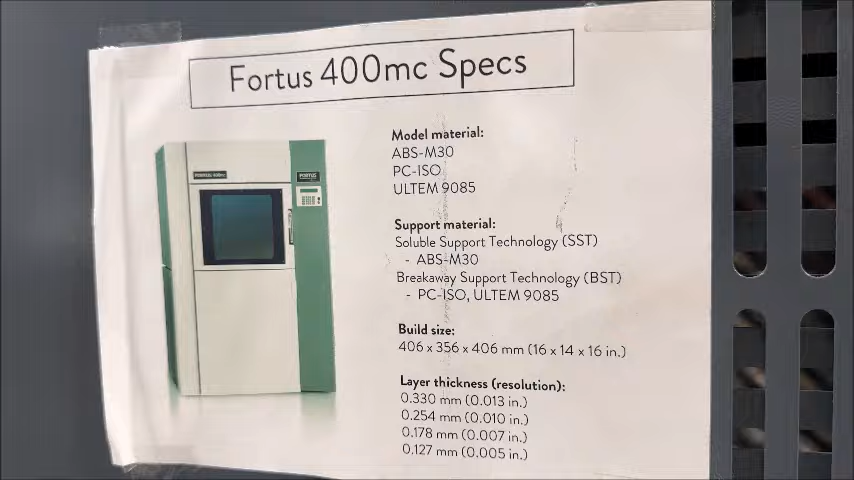 Fortus 400mc Specs
FORTUS 400mc
FORTUS
Model material:
ABS-M30
PC-ISO
ULTEM 9085
Support material:
Soluble Support Technology (SST)
- ABS-M30
Breakaway Support Technology (BST)
- PC-ISO, ULTEM 9085
Build size:
406 x 356 x 406 mm (16 x 14 x 16 in.)
Layer thickness (resolution):
0.330 mm (0.013 in.)
0.254 mm (0.010 in.)
0.178 mm (0.007 in.)
0.127 mm (0.005 in.)